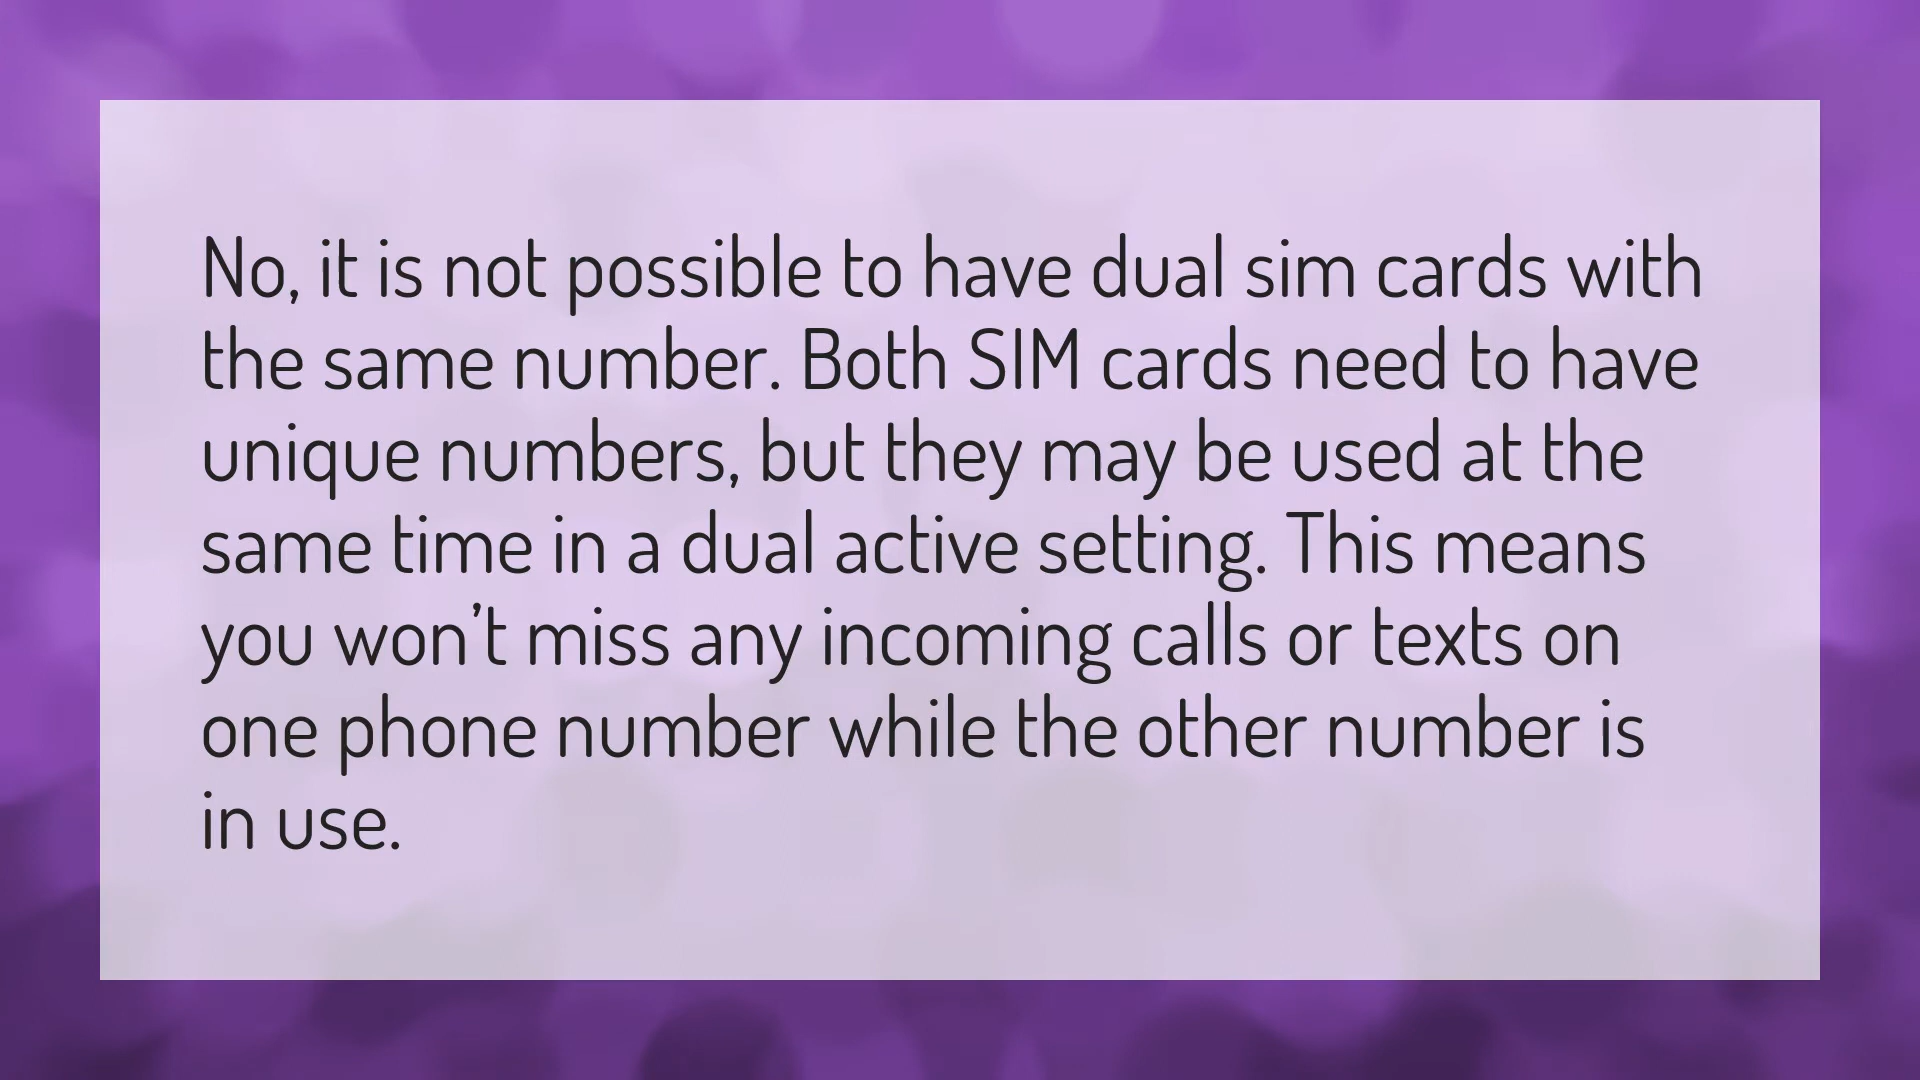 No, it is not possible to have dual sim cards with
the same number. Both SIM cards need to have
unique numbers, but they may be used at the
same time in a dual active setting. This means
you won’t miss any incoming calls or texts on
one phone number while the other number is
in use.